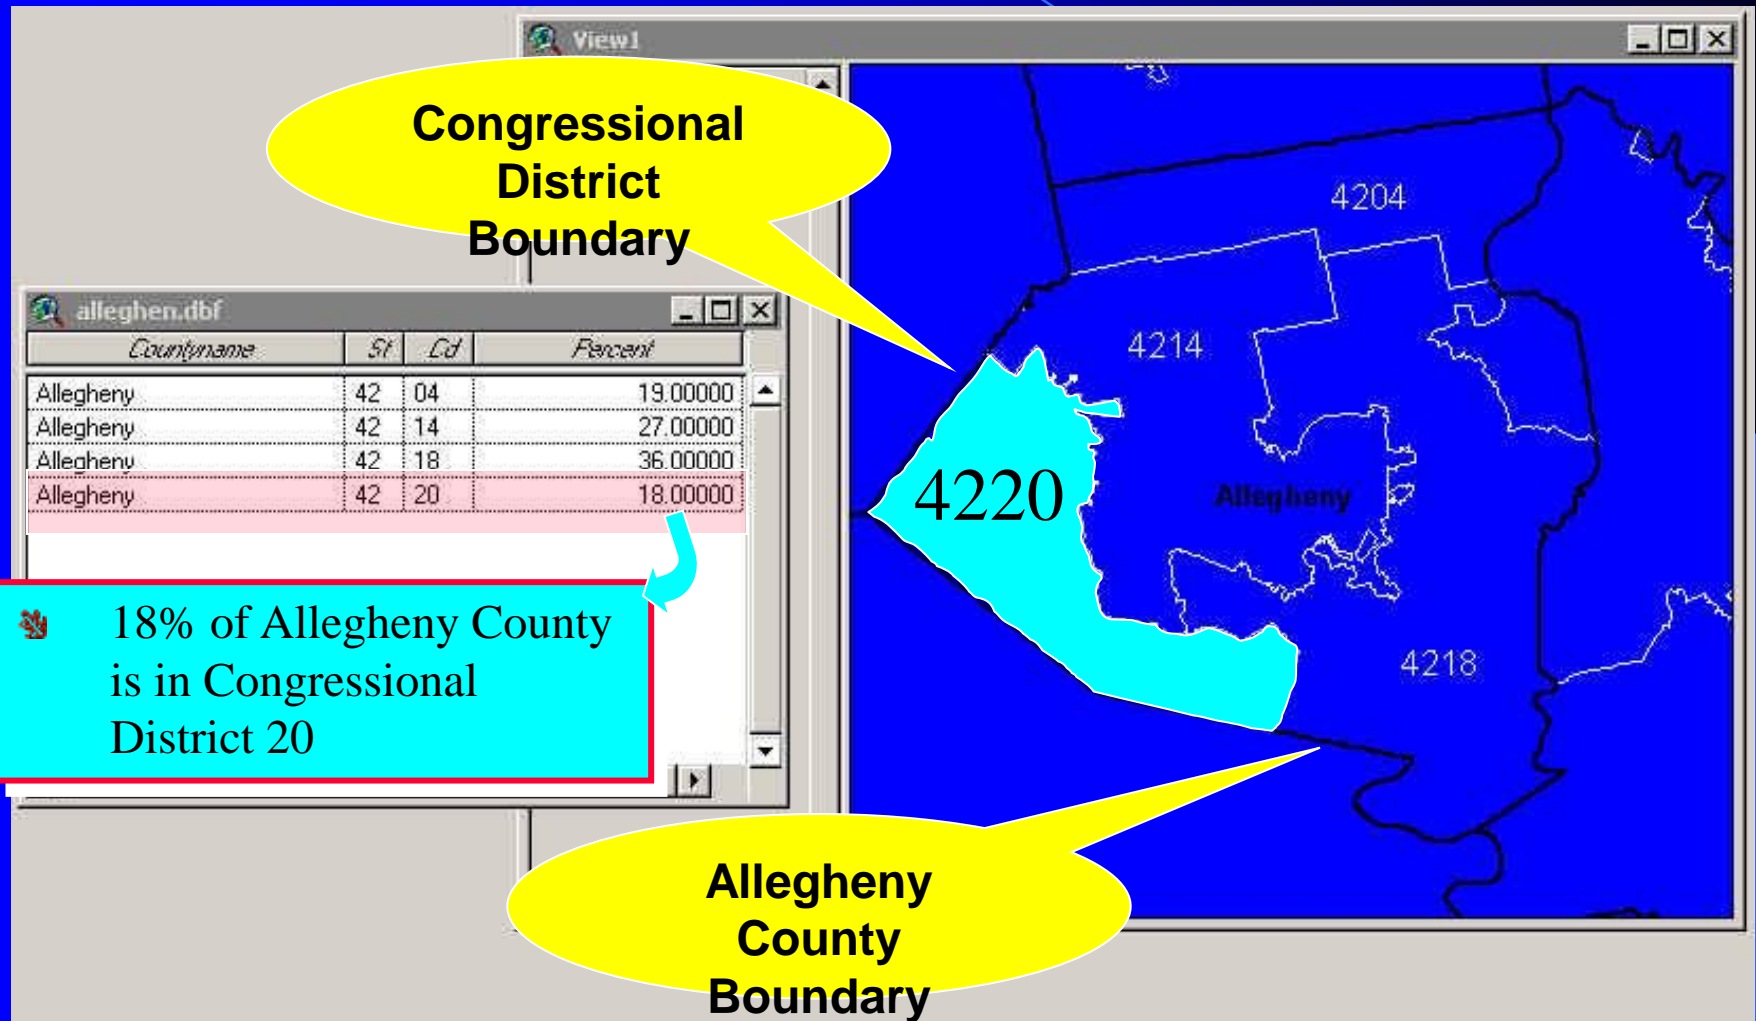 View1
Congressional
District
Boundary
alleghen.dbf
Countyname St Cd Percent
Allegheny 42 04 19.00000
Allegheny 42 14 27.00000
Allegheny 42 18 36.00000
Allegheny 42 20 18.00000
18% of Allegheny County
is in Congressional
District 20
4204
4214
4220
Allegheny
4218
Allegheny
County
Boundary